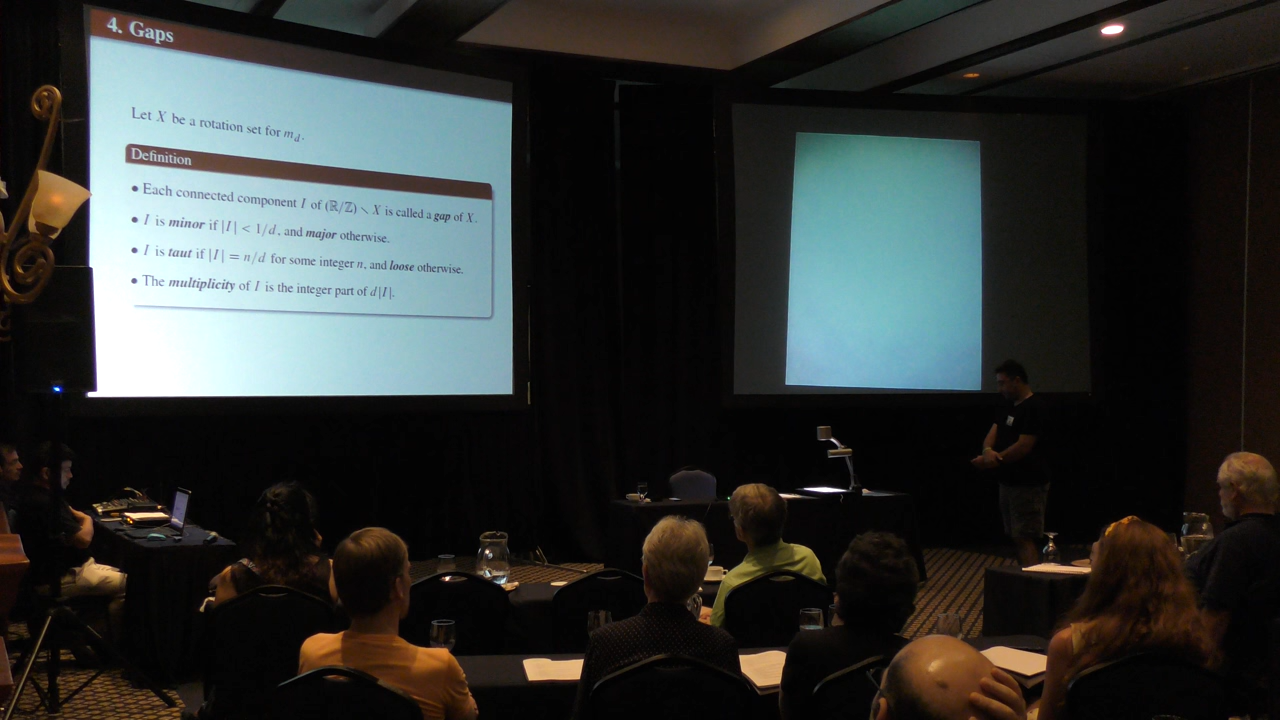 4. Gaps
Let X be a rotation set for m_d.
Definition
• Each connected component I of (ℝ/ℤ) ∖ X is called a gap of X.
• I is minor if |I| < 1/d, and major otherwise.
• I is taut if |I| = n/d for some integer n, and loose otherwise.
• The multiplicity of I is the integer part of d|I|.